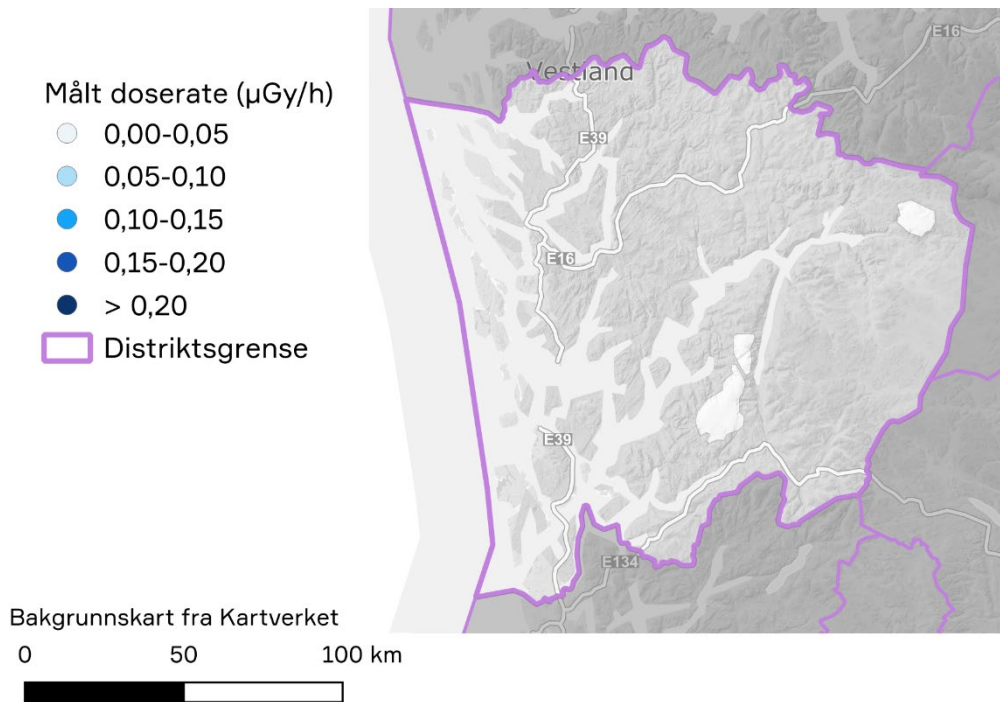 Målt doserate (μGy/h)
0,00-0,05
0,05-0,10
0,10-0,15
0,15-0,20
> 0,20
Distriktsgrense
Vestland
E16
E39
E16
E39
E134
Bakgrunnskart fra Kartverket
0 50 100 km